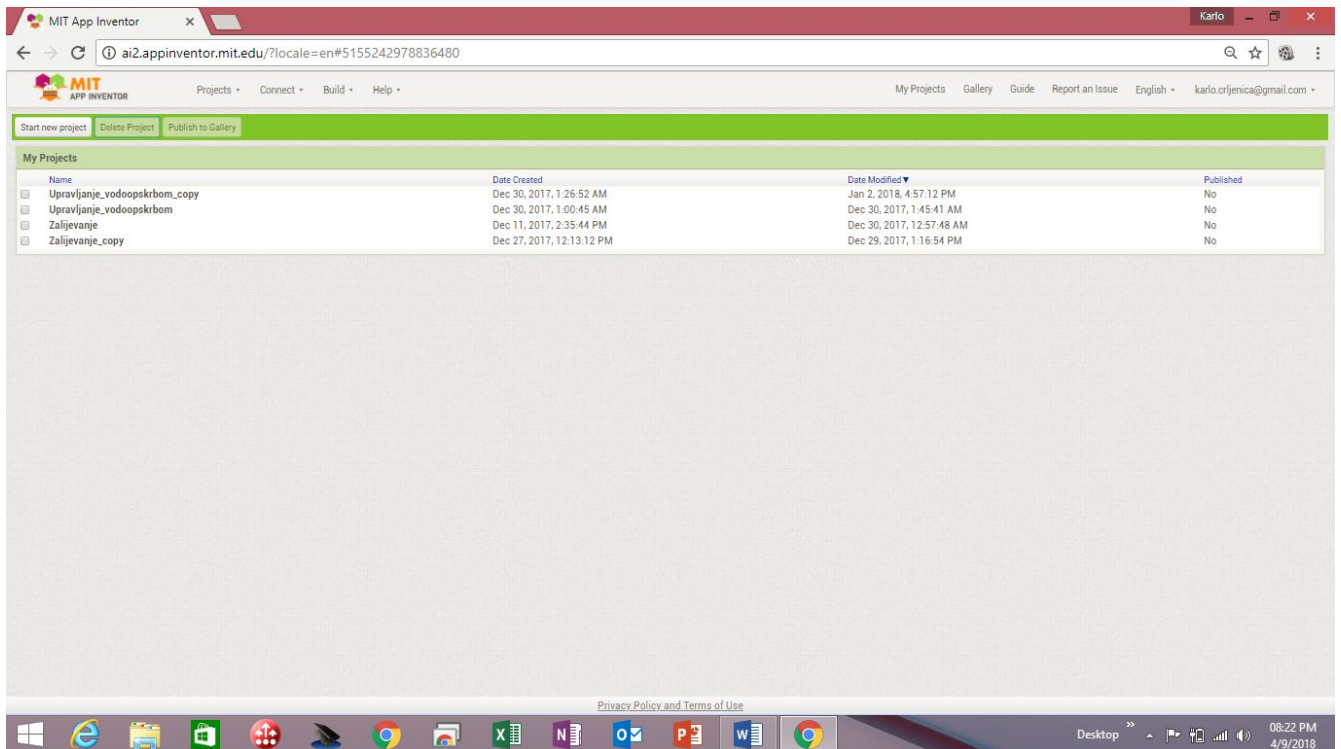 MIT App Inventor
Karlo
ai2.appinventor.mit.edu/?locale=en#5155242978836480
MIT APP INVENTOR Projects Connect Build Help My Projects Gallery Guide Report an Issue English karlo.crljenica@gmail.com
Start new project Delete Project Publish to Gallery
My Projects
Name Date Created Date Modified▼ Published
Upravljanje_vodoopskrbom_copy Dec 30, 2017, 1:26:52 AM Jan 2, 2018, 4:57:12 PM No
Upravljanje_vodoopskrbom Dec 30, 2017, 1:00:45 AM Dec 30, 2017, 1:45:41 AM No
Zalijevanje Dec 11, 2017, 2:35:44 PM Dec 30, 2017, 12:57:48 AM No
Zalijevanje_copy Dec 27, 2017, 12:13:12 PM Dec 29, 2017, 1:16:54 PM No
Privacy Policy and Terms of Use
Desktop 08:22 PM
4/9/2018